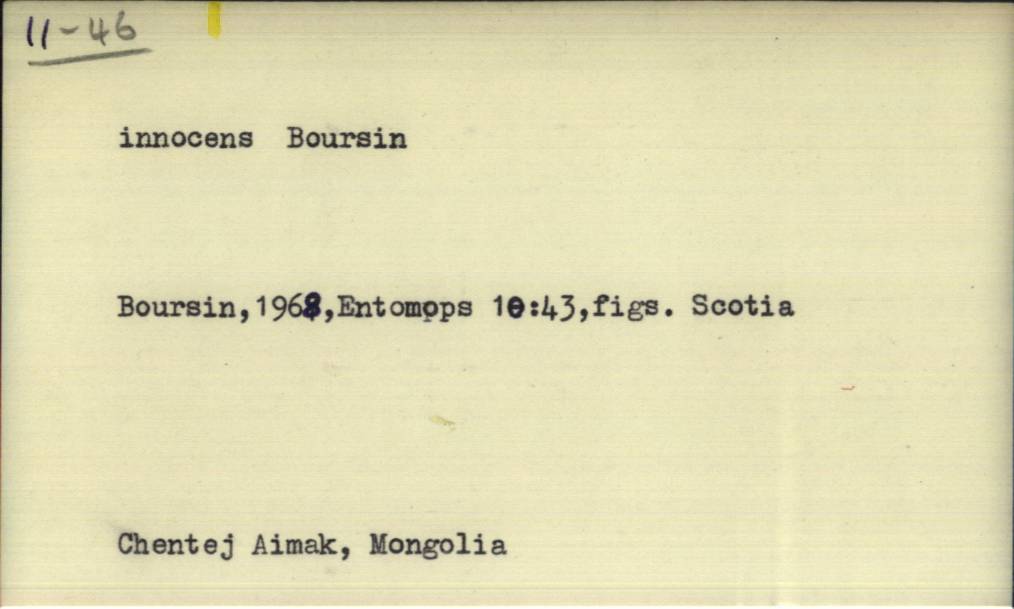 11-46
innocens Boursin
Boursin,1968,Entomops 10:43,figs. Scotia
Chentej Aimak, Mongolia